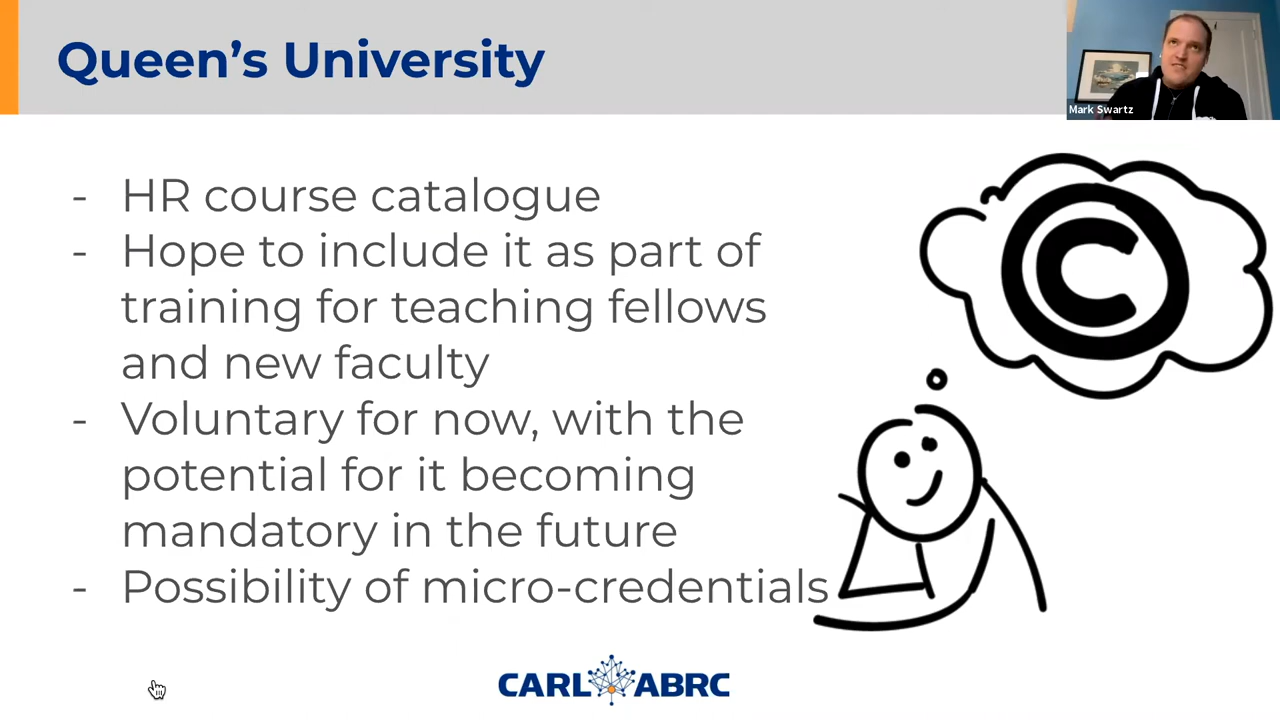 Queen's University
Mark Swartz
- HR course catalogue
- Hope to include it as part of
training for teaching fellows
and new faculty
- Voluntary for now, with the
potential for it becoming
mandatory in the future
- Possibility of micro-credentials
©
CARL ABRC